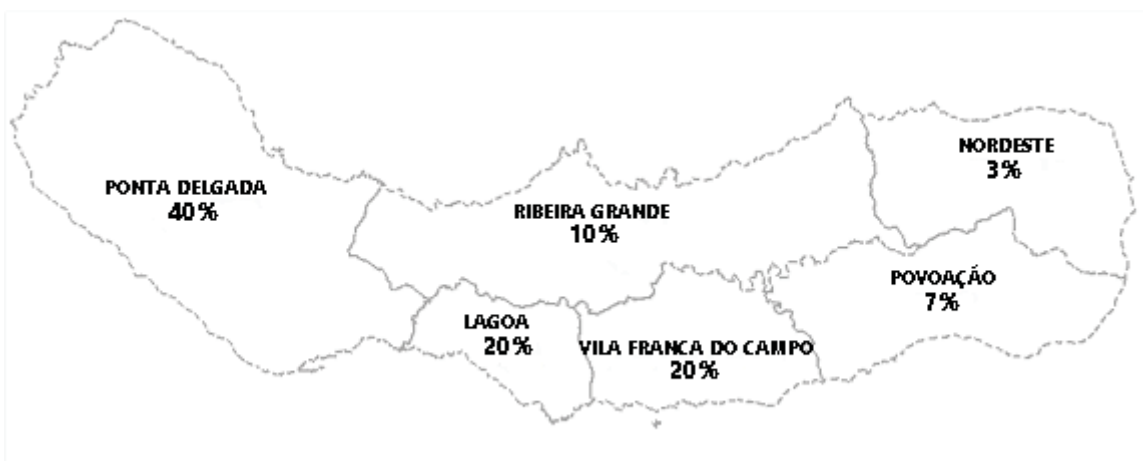 NORDESTE
3%
PONTA DELGADA
40%
RIBEIRA GRANDE
10%
POVOAÇÃO
7%
LAGOA
20%
VILA FRANCA DO CAMPO
20%